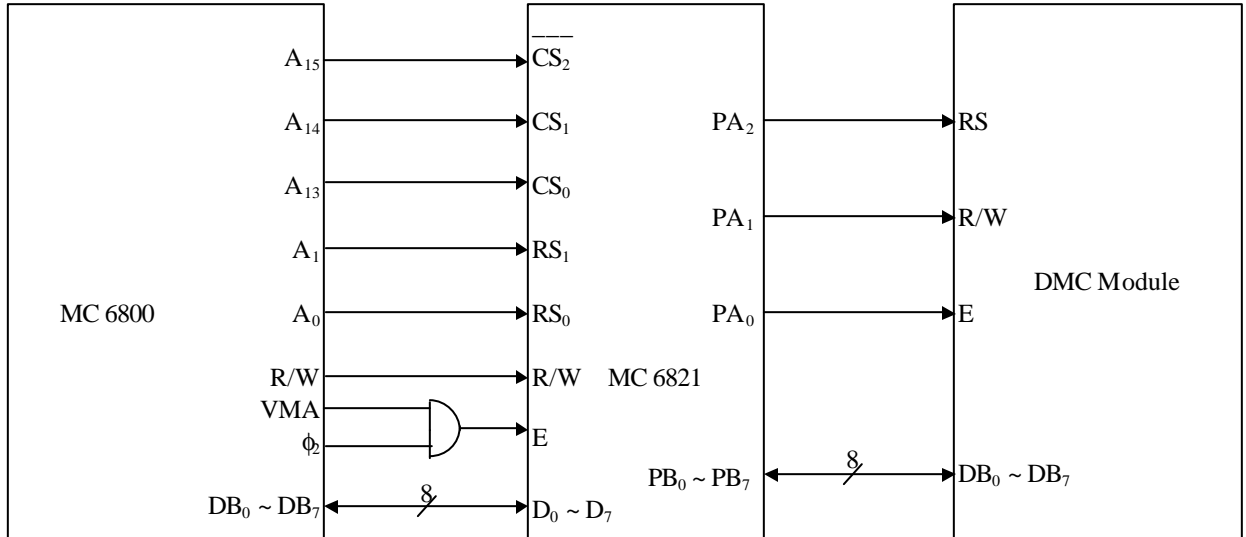 A15 CS2
A14 CS1 PA2 RS
A13 CS0
PA1 R/W
A1 RS1
DMC Module
MC 6800 A0 RS0 PA0 E
R/W R/W MC 6821
VMA
E
ϕ2
8 PB0 ~ PB7 DB0 ~ DB7
DB0 ~ DB7 8 D0 ~ D7